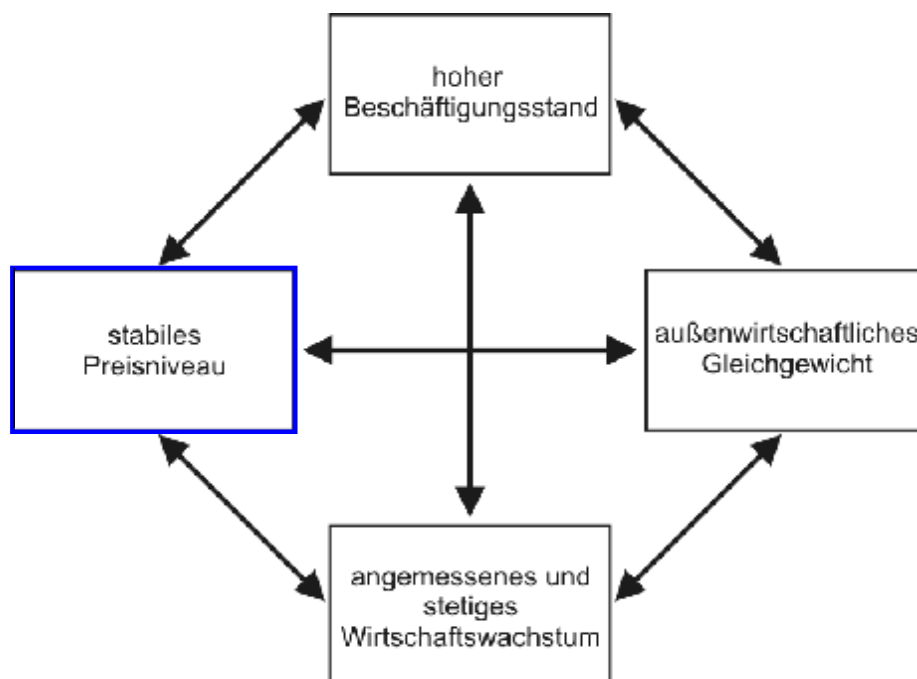 hoher
Beschäftigungsstand
stabiles
Preisniveau
außenwirtschaftliches
Gleichgewicht
angemessenes und
stetiges
Wirtschaftswachstum